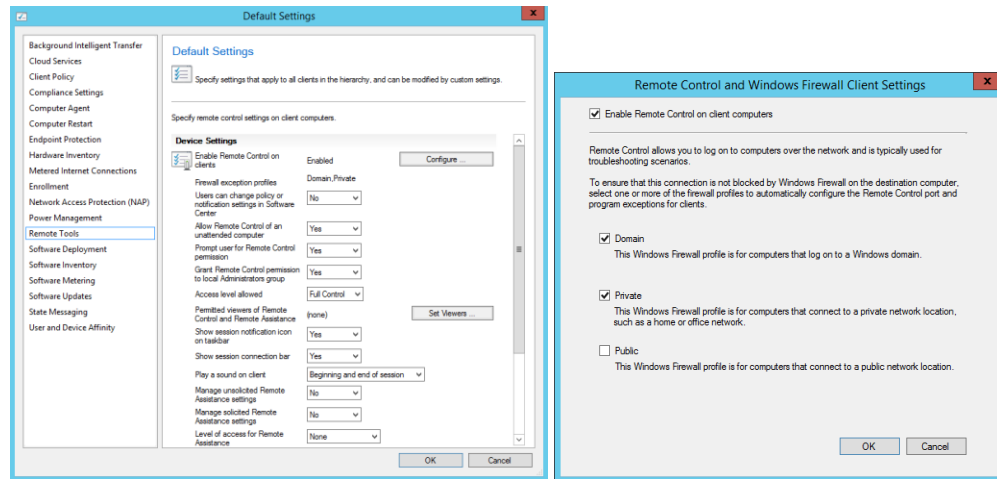 Default Settings
x
Background Intelligent Transfer
Cloud Services
Client Policy
Compliance Settings
Computer Agent
Computer Restart
Endpoint Protection
Hardware Inventory
Metered Internet Connections
Enrollment
Network Access Protection (NAP)
Power Management
Remote Tools
Software Deployment
Software Inventory
Software Metering
Software Updates
State Messaging
User and Device Affinity
Default Settings
Specify settings that apply to all clients in the hierarchy, and can be modified by custom settings.
Specify remote control settings on client computers.
Device Settings
Enable Remote Control on
clients
Enabled
Configure ...
Firewall exception profiles
Domain,Private
Users can change policy or
notification settings in Software
Center
No
Allow Remote Control of an
unattended computer
Yes
Prompt user for Remote Control
permission
Yes
Grant Remote Control permission
to local Administrators group
Yes
Access level allowed
Full Control
Permitted viewers of Remote
Control and Remote Assistance
(none)
Set Viewers ...
Show session notification icon
on taskbar
Yes
Show session connection bar
Yes
Play a sound on client
Beginning and end of session
Manage unsolicited Remote
Assistance settings
No
Manage solicited Remote
Assistance settings
No
Level of access for Remote
Assistance
None
OK
Cancel
Remote Control and Windows Firewall Client Settings
x
Enable Remote Control on client computers
Remote Control allows you to log on to computers over the network and is typically used for
troubleshooting scenarios.
To ensure that this connection is not blocked by Windows Firewall on the destination computer,
select one or more of the firewall profiles to automatically configure the Remote Control port and
program exceptions for clients.
Domain
This Windows Firewall profile is for computers that log on to a Windows domain.
Private
This Windows Firewall profile is for computers that connect to a private network location,
such as a home or office network.
Public
This Windows Firewall profile is for computers that connect to a public network location.
OK
Cancel